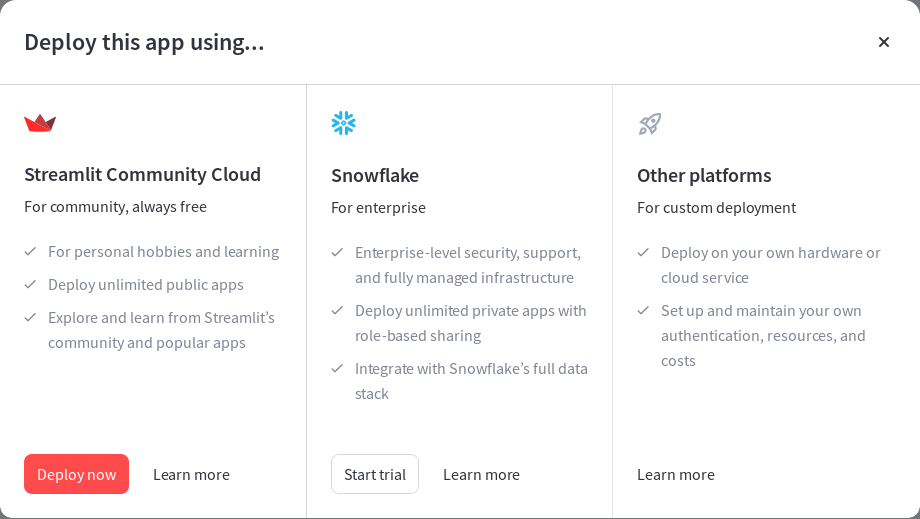 Deploy this app using...
Streamlit Community Cloud
For community, always free
For personal hobbies and learning
Deploy unlimited public apps
Explore and learn from Streamlit’s
community and popular apps
Deploy now
Learn more
Snowflake
For enterprise
Enterprise-level security, support,
and fully managed infrastructure
Deploy unlimited private apps with
role-based sharing
Integrate with Snowflake’s full data
stack
Start trial
Learn more
Other platforms
For custom deployment
Deploy on your own hardware or
cloud service
Set up and maintain your own
authentication, resources, and
costs
Learn more